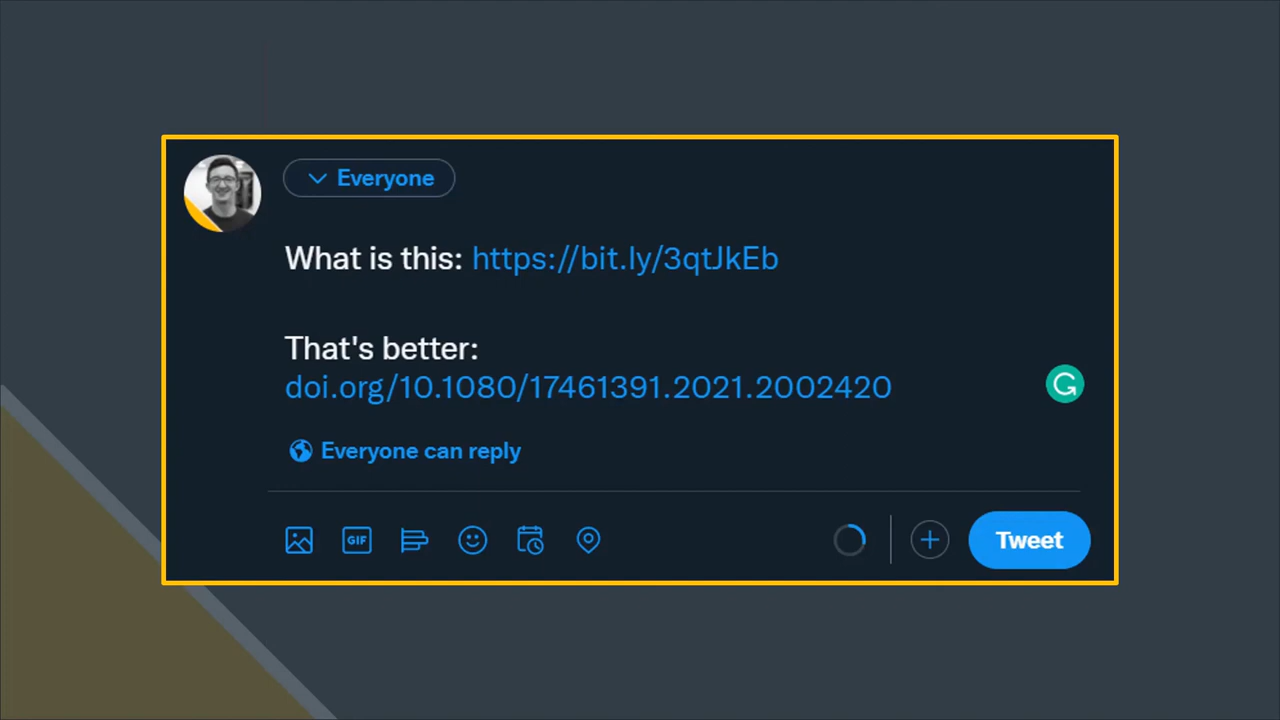 Everyone
What is this: https://bit.ly/3qtJkEb
That's better:
doi.org/10.1080/17461391.2021.2002420
Everyone can reply
GIF
Tweet